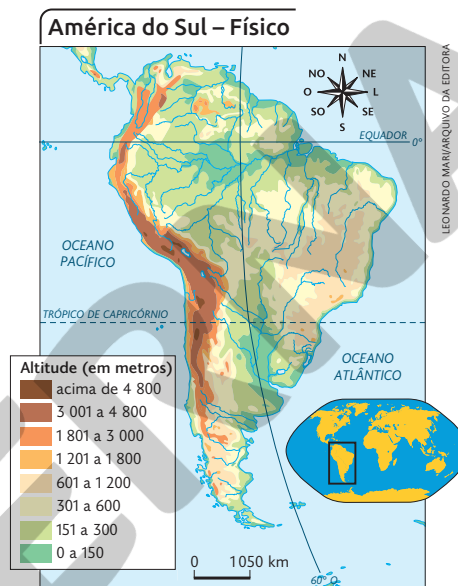 América do Sul – Físico
N
NO
NE
O
L
SO
SE
S
LEONARDO MARI/ARQUIVO DA EDITORA
EQUADOR
0°
OCEANO
PACÍFICO
TRÓPICO DE CAPRICÓRNIO
OCEANO
ATLÂNTICO
Altitude (em metros)
acima de 4 800
3 001 a 4 800
1 801 a 3 000
1 201 a 1 800
601 a 1 200
301 a 600
151 a 300
0 a 150
0 1050 km
60° O